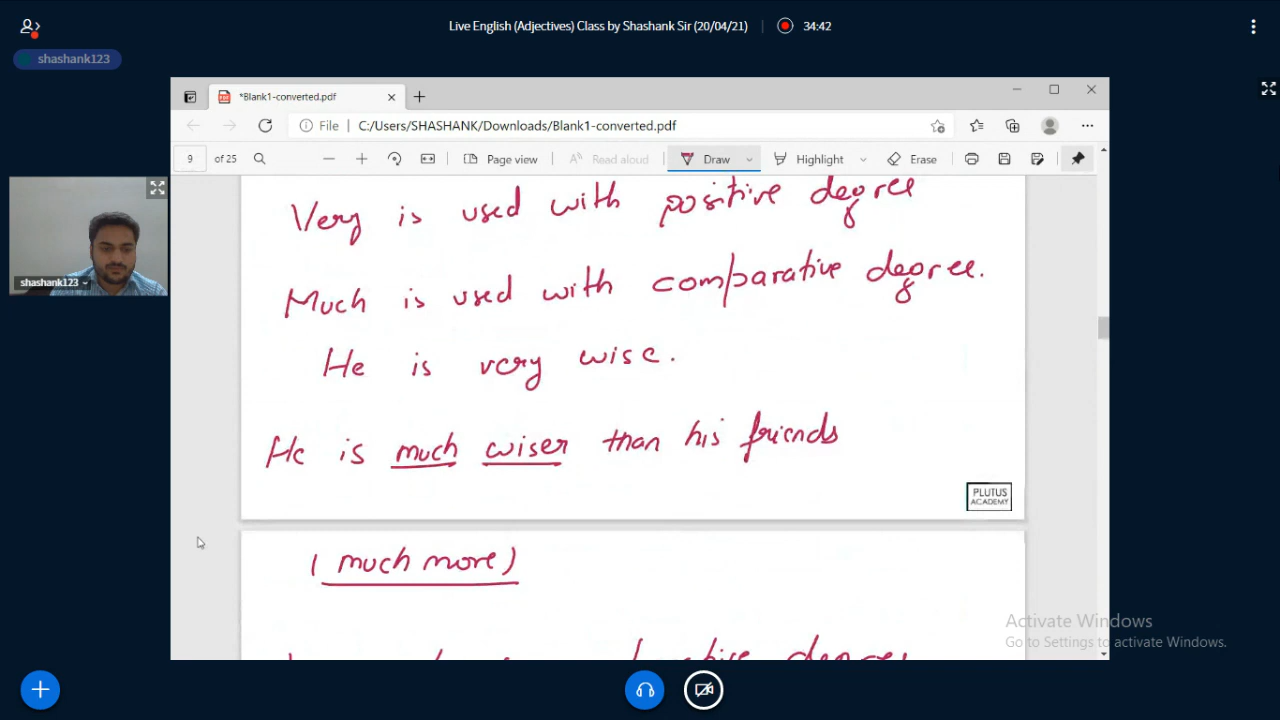 Live English (Adjectives) Class by Shashank Sir (20/04/21) 34:42
shashank123
*Blank1-converted.pdf
File C:/Users/SHASHANK/Downloads/Blank1-converted.pdf
9 of 25 Page view Read aloud Draw Highlight Erase
Very is used with positive degree
Much is used with comparative degree.
He is very wise.
He is much wiser than his friends
shashank123
PLUTUS
ACADEMY
(much more)
Activate Windows
Go to Settings to activate Windows.